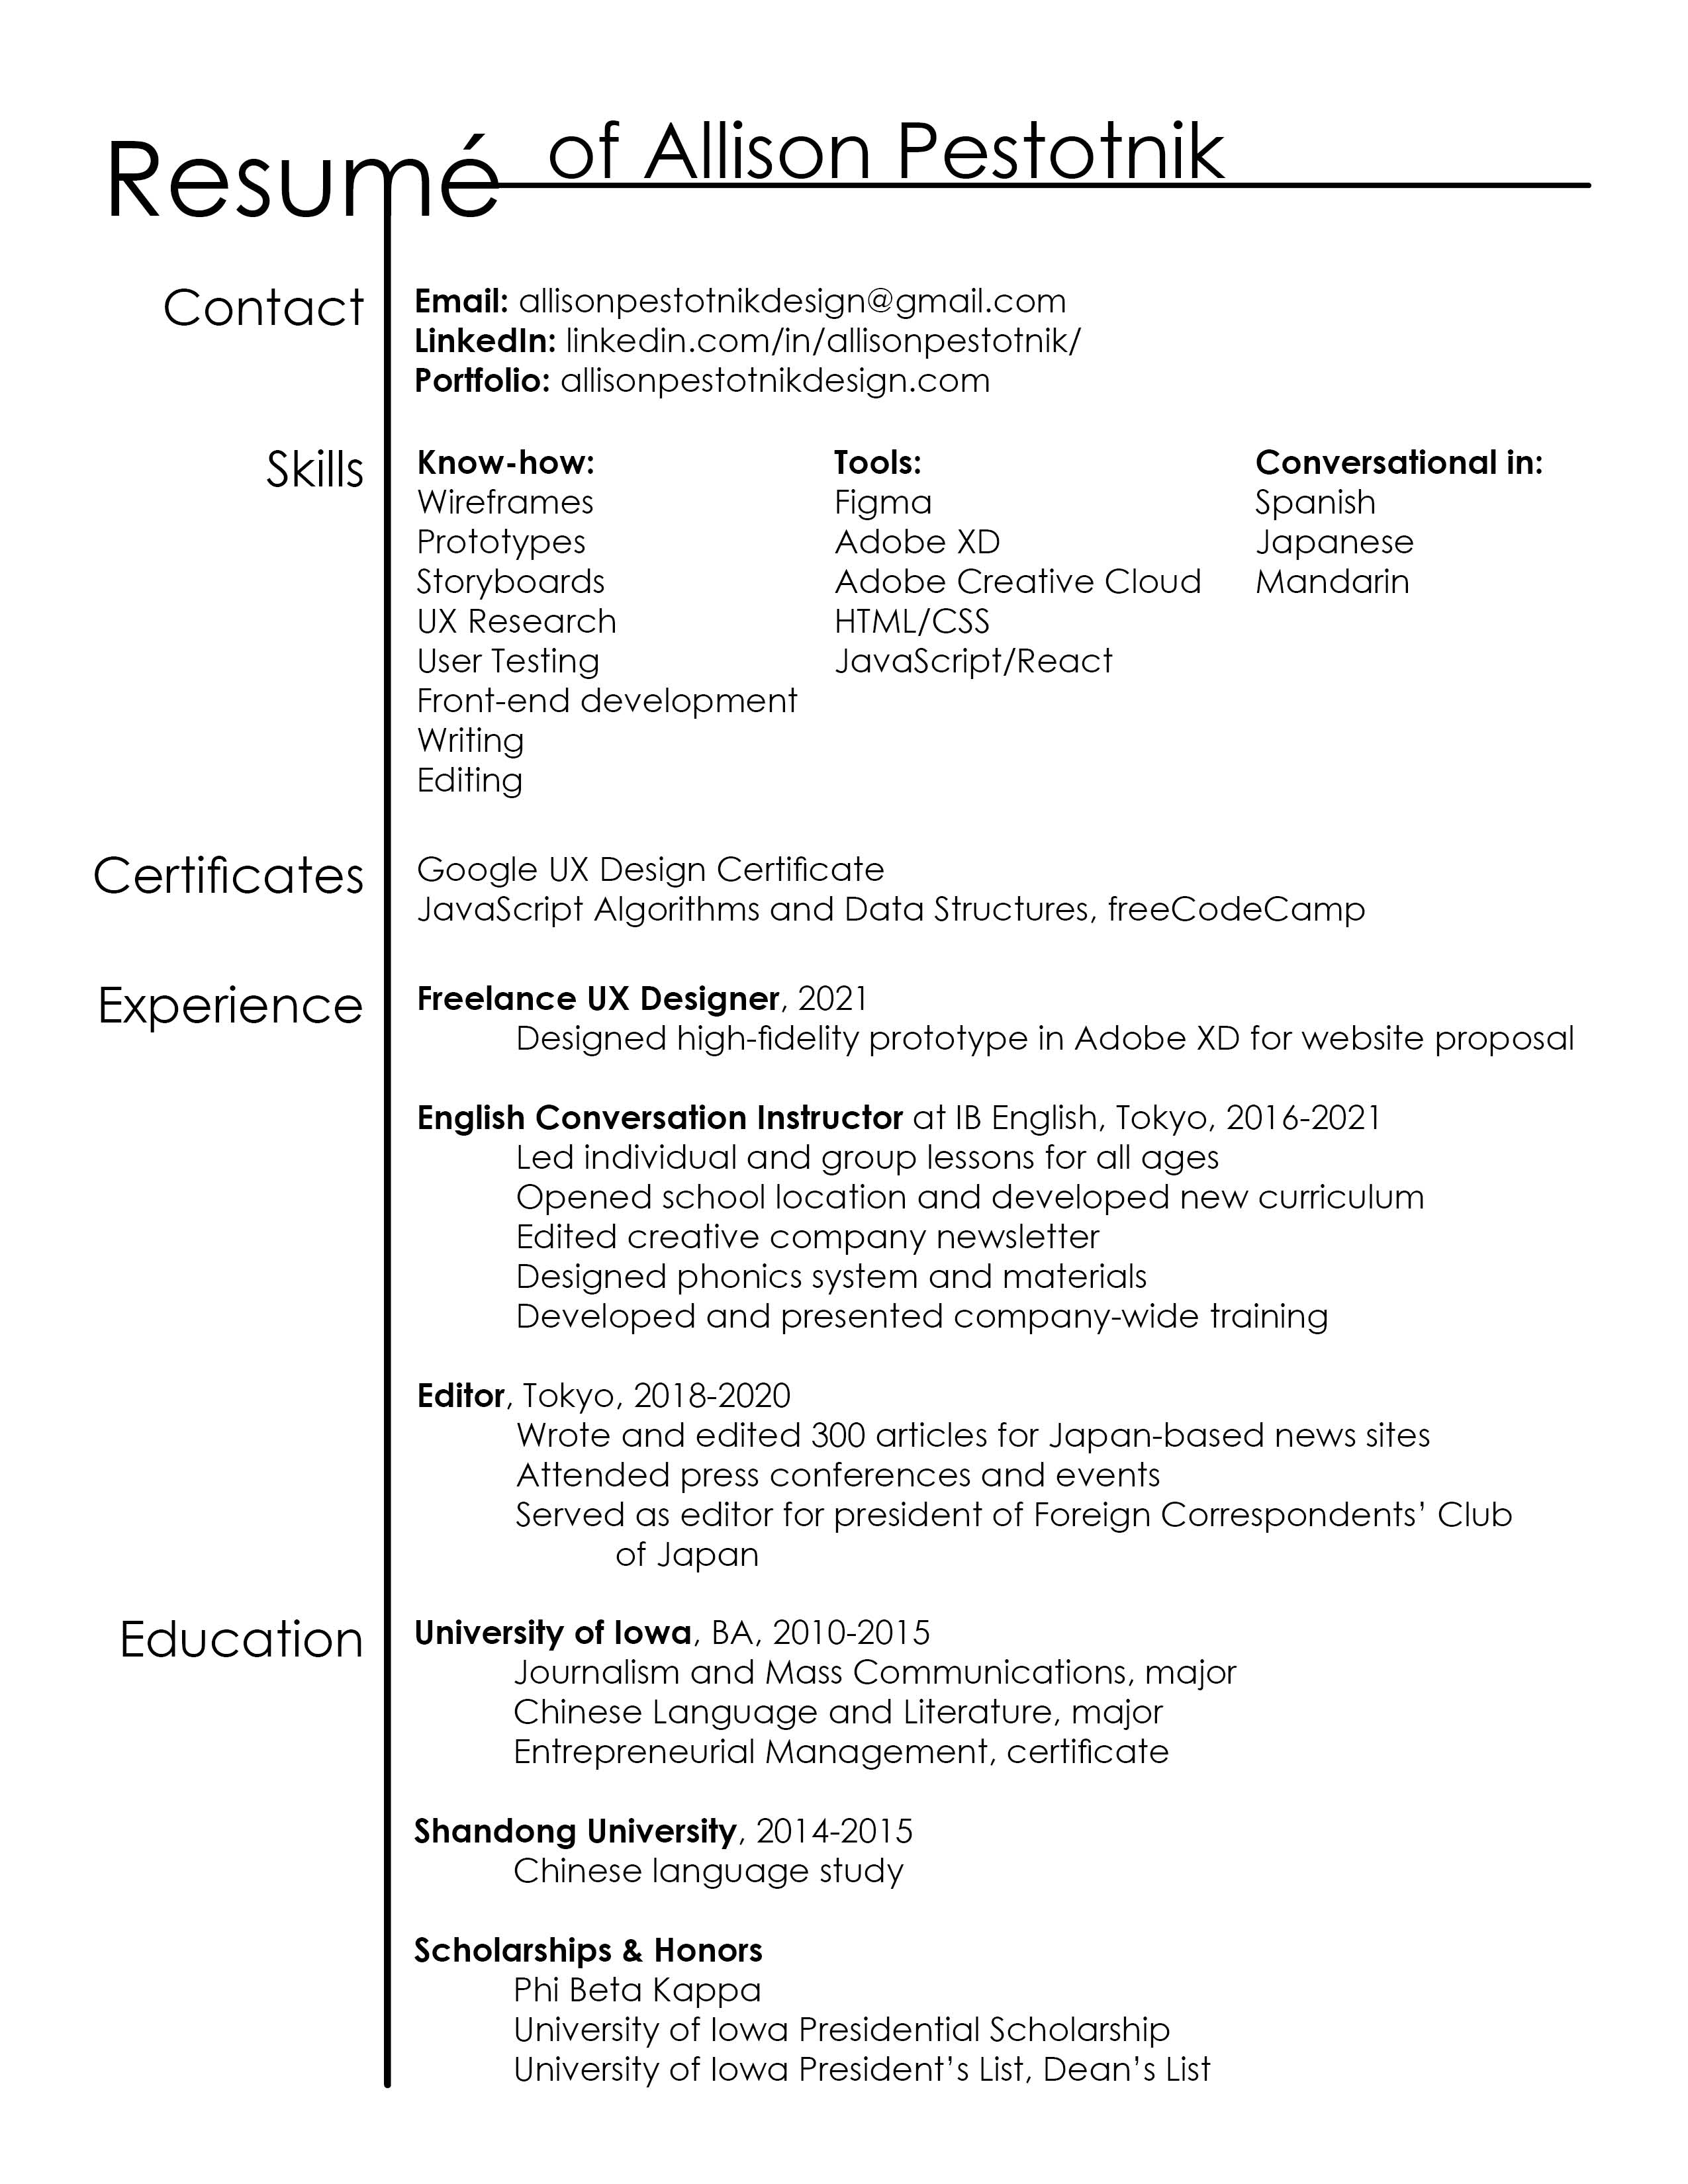 Resumé of Allison Pestotnik
Contact
Email: allisonpestotnikdesign@gmail.com
LinkedIn: linkedin.com/in/allisonpestotnik/
Portfolio: allisonpestotnikdesign.com
Skills
Know-how:
Wireframes
Prototypes
Storyboards
UX Research
User Testing
Front-end development
Writing
Editing
Tools:
Figma
Adobe XD
Adobe Creative Cloud
HTML/CSS
JavaScript/React
Conversational in:
Spanish
Japanese
Mandarin
Certificates
Google UX Design Certificate
JavaScript Algorithms and Data Structures, freeCodeCamp
Experience
Freelance UX Designer, 2021
Designed high-fidelity prototype in Adobe XD for website proposal
English Conversation Instructor at IB English, Tokyo, 2016-2021
Led individual and group lessons for all ages
Opened school location and developed new curriculum
Edited creative company newsletter
Designed phonics system and materials
Developed and presented company-wide training
Editor, Tokyo, 2018-2020
Wrote and edited 300 articles for Japan-based news sites
Attended press conferences and events
Served as editor for president of Foreign Correspondents’ Club
of Japan
Education
University of Iowa, BA, 2010-2015
Journalism and Mass Communications, major
Chinese Language and Literature, major
Entrepreneurial Management, certificate
Shandong University, 2014-2015
Chinese language study
Scholarships & Honors
Phi Beta Kappa
University of Iowa Presidential Scholarship
University of Iowa President’s List, Dean’s List